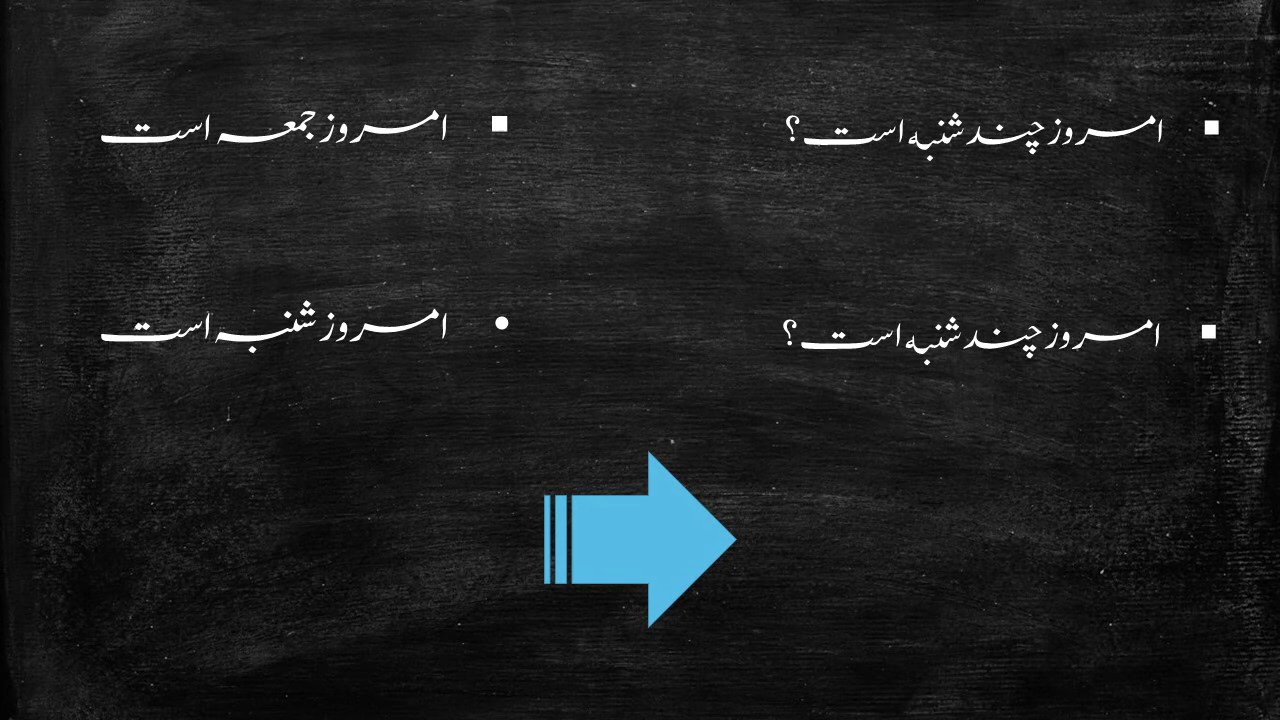 امروز چند شنبه است؟
امروز جمعه است
امروز چند شنبه است؟
امروز شنبه است